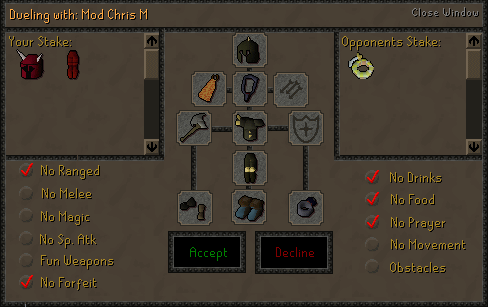 Dueling with: Mod Chris M
Close Window
Your Stake:
Opponents Stake:
No Ranged
No Melee
No Magic
No Sp. Atk
Fun Weapons
No Forfeit
No Drinks
No Food
No Prayer
No Movement
Obstacles
Accept
Decline